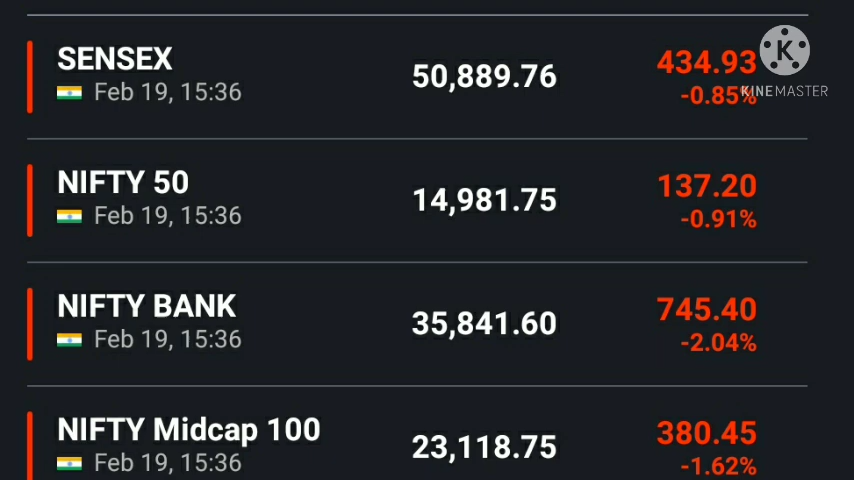 SENSEX
Feb 19, 15:36
50,889.76
434.93
-0.85%
K
KINEMASTER
NIFTY 50
Feb 19, 15:36
14,981.75
137.20
-0.91%
NIFTY BANK
Feb 19, 15:36
35,841.60
745.40
-2.04%
NIFTY Midcap 100
Feb 19, 15:36
23,118.75
380.45
-1.62%